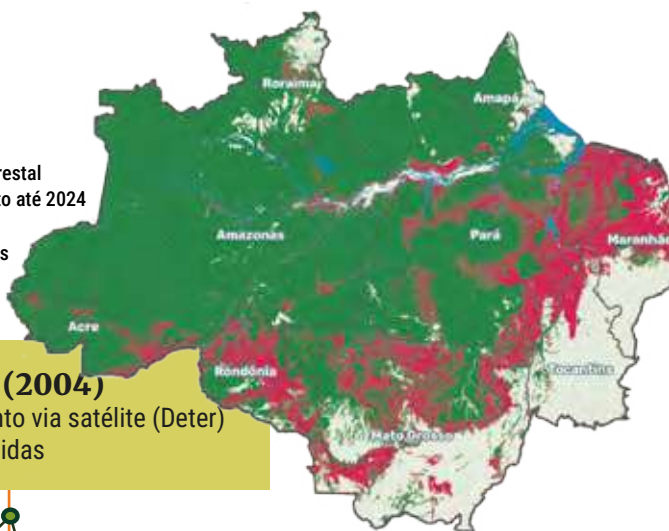 Roraima
Amapá
restal
to até 2024
s
Amazonas
Pará
Maranhão
Acre
Rondônia
Tocantins
Mato Grosso
(2004)
nto via satélite (Deter)
idas